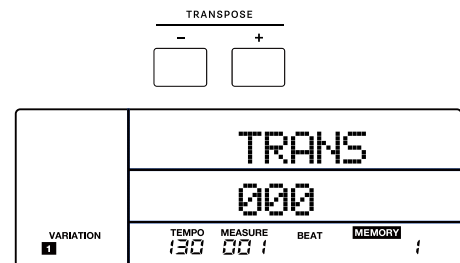 TRANSPOSE
− +
TRANS
000
VARIATION TEMPO MEASURE BEAT MEMORY
1 130 001 1